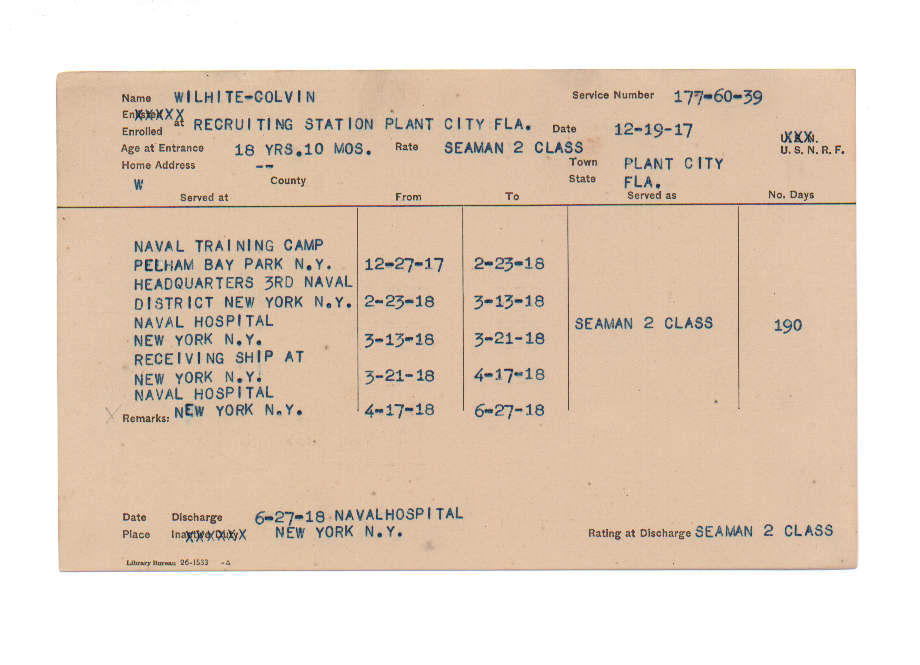 Name WILHITE-COLVIN Service Number 177-60-39
Enlisted XXXXX
Enrolled at RECRUITING STATION PLANT CITY FLA. Date 12-19-17 U.S.N. XXX
Age at Entrance 18 YRS.10 MOS. Rate SEAMAN 2 CLASS U. S. N. R. F.
Home Address -- Town PLANT CITY
W County State FLA.
Served at From To Served as No. Days
NAVAL TRAINING CAMP
PELHAM BAY PARK N.Y. 12-27-17 2-23-18
HEADQUARTERS 3RD NAVAL
DISTRICT NEW YORK N.Y. 2-23-18 3-13-18
NAVAL HOSPITAL SEAMAN 2 CLASS 190
NEW YORK N.Y. 3-13-18 3-21-18
RECEIVING SHIP AT
NEW YORK N.Y. 3-21-18 4-17-18
NAVAL HOSPITAL
Remarks: NEW YORK N.Y. 4-17-18 6-27-18
Date Discharge 6-27-18 NAVALHOSPITAL
Place Inactive Duty XXXXXX NEW YORK N.Y. Rating at Discharge SEAMAN 2 CLASS
Library Bureau 26-1533 -A